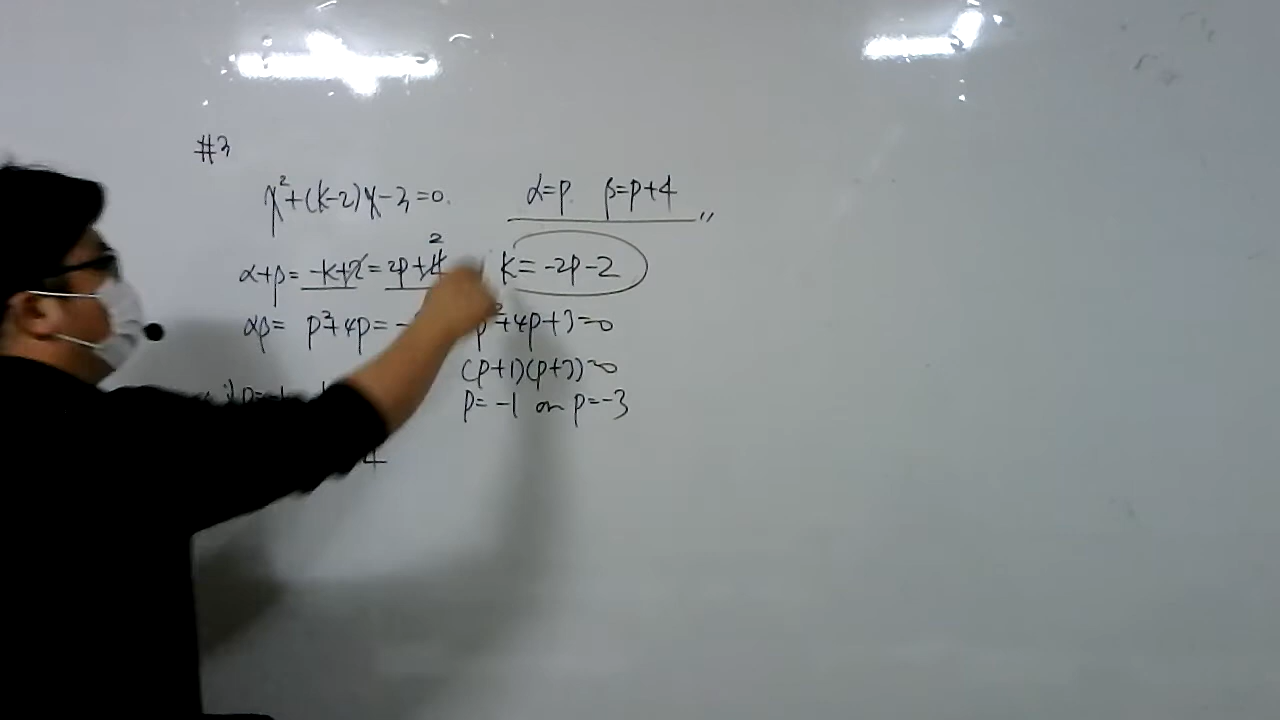 #3
x²+(k-2)x-3=0.
α=p. β=p+4 〃
2
α+β= -k+2=2p+4
k= -2p-2
αβ= p²+4p= -
p²+4p+3=0
(p+1)(p+3)=0
p= -1 or p=-3